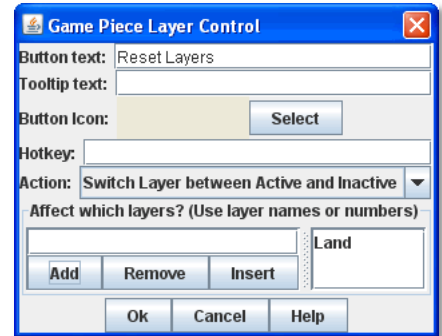 Game Piece Layer Control
Button text: Reset Layers
Tooltip text:
Button Icon: Select
Hotkey:
Action: Switch Layer between Active and Inactive
Affect which layers? (Use layer names or numbers)
Land
Add Remove Insert
Ok Cancel Help